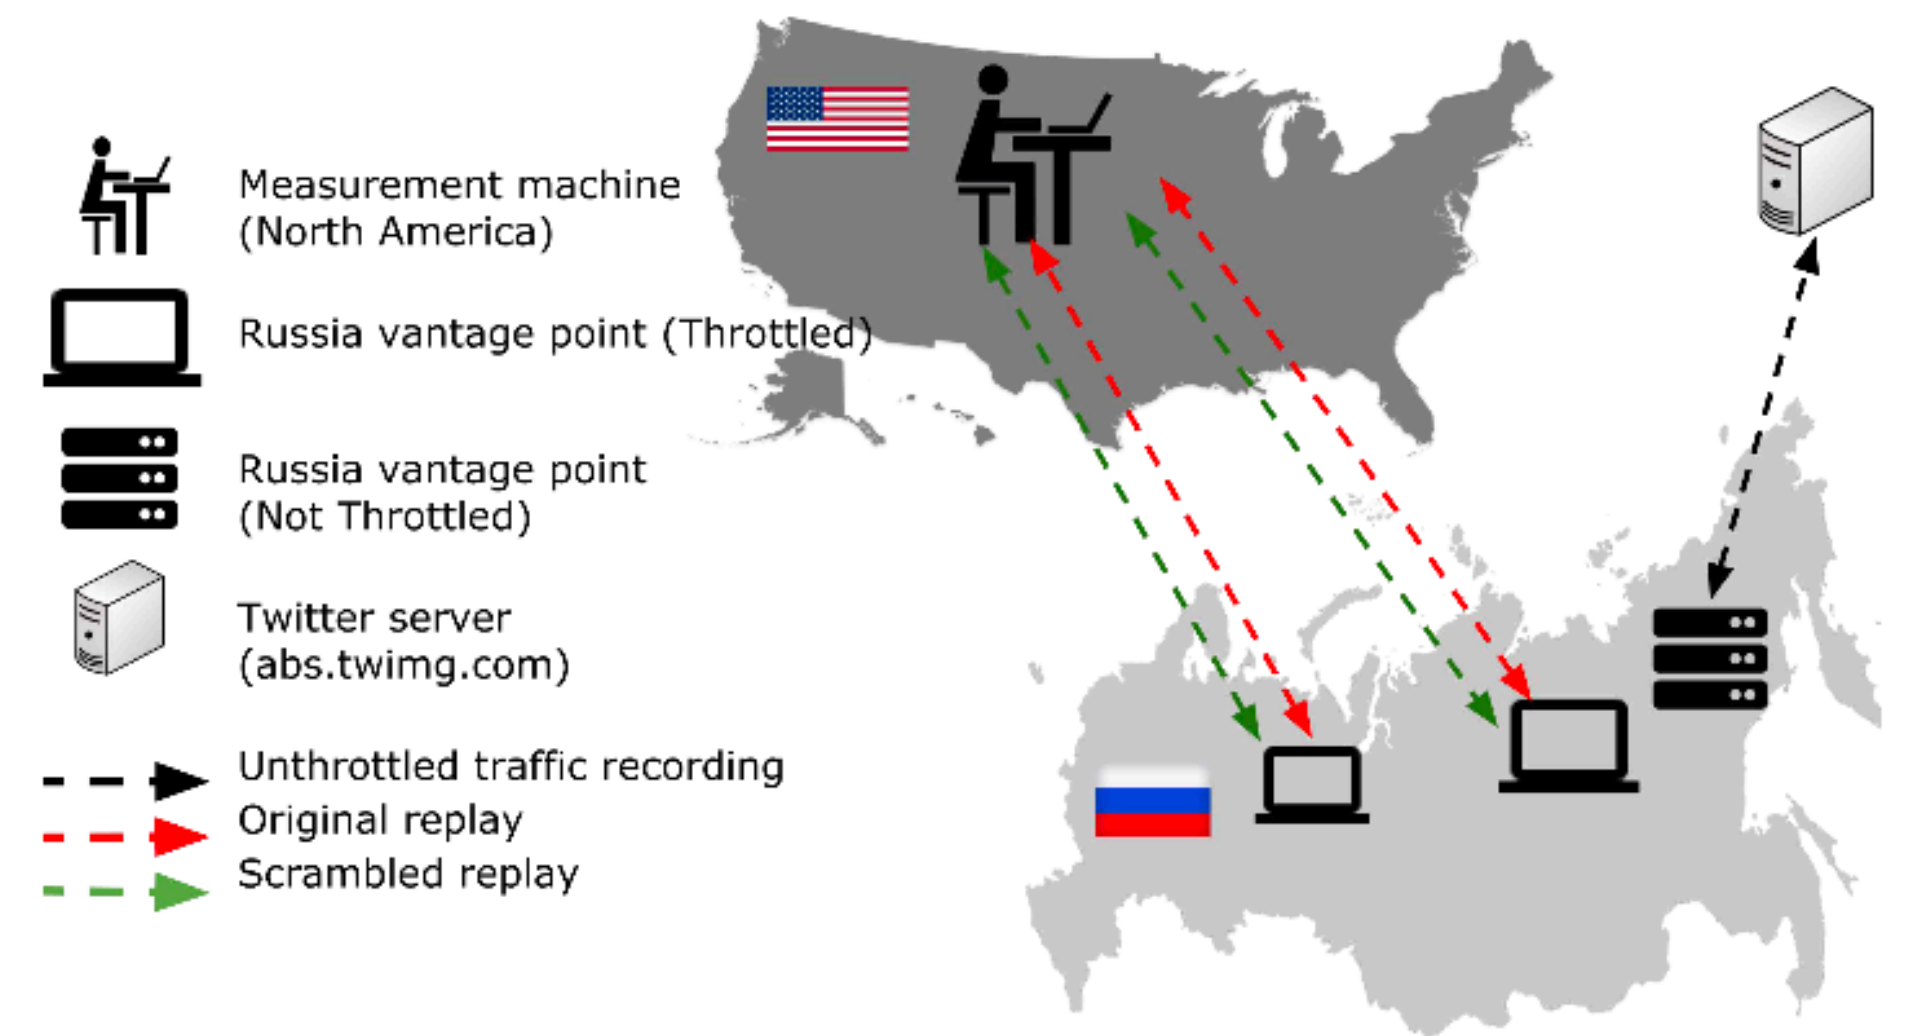 Measurement machine
(North America)
Russia vantage point (Throttled)
Russia vantage point
(Not Throttled)
Twitter server
(abs.twimg.com)
Unthrottled traffic recording
Original replay
Scrambled replay